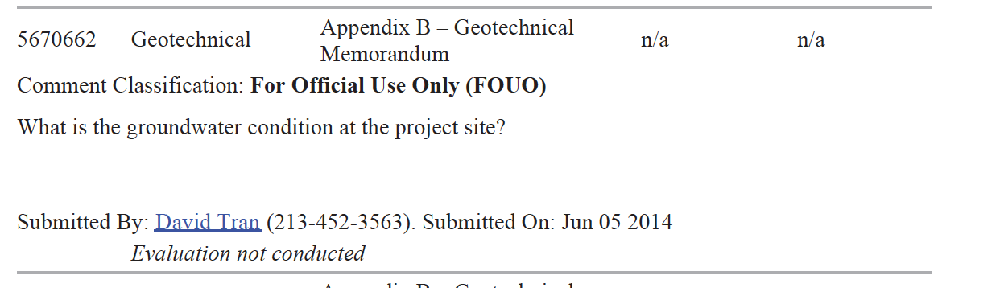 5670662 Geotechnical Appendix B – Geotechnical Memorandum n/a n/a
Comment Classification: For Official Use Only (FOUO)
What is the groundwater condition at the project site?
Submitted By: David Tran (213-452-3563). Submitted On: Jun 05 2014
Evaluation not conducted